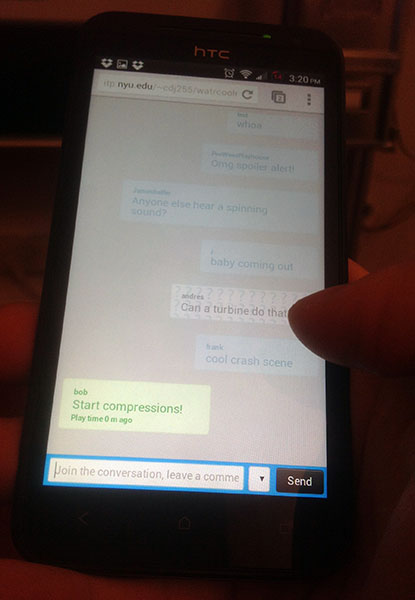 hTC
3:20 PM
nyu.edu/~cdj255/watrcoolr
whoa
Omg spoiler alert!
Anyone else hear a spinning
sound?
baby coming out
andres
Can a turbine do that
frank
cool crash scene
bob
Start compressions!
Play time 0 m ago
Join the conversation, leave a comme
Send